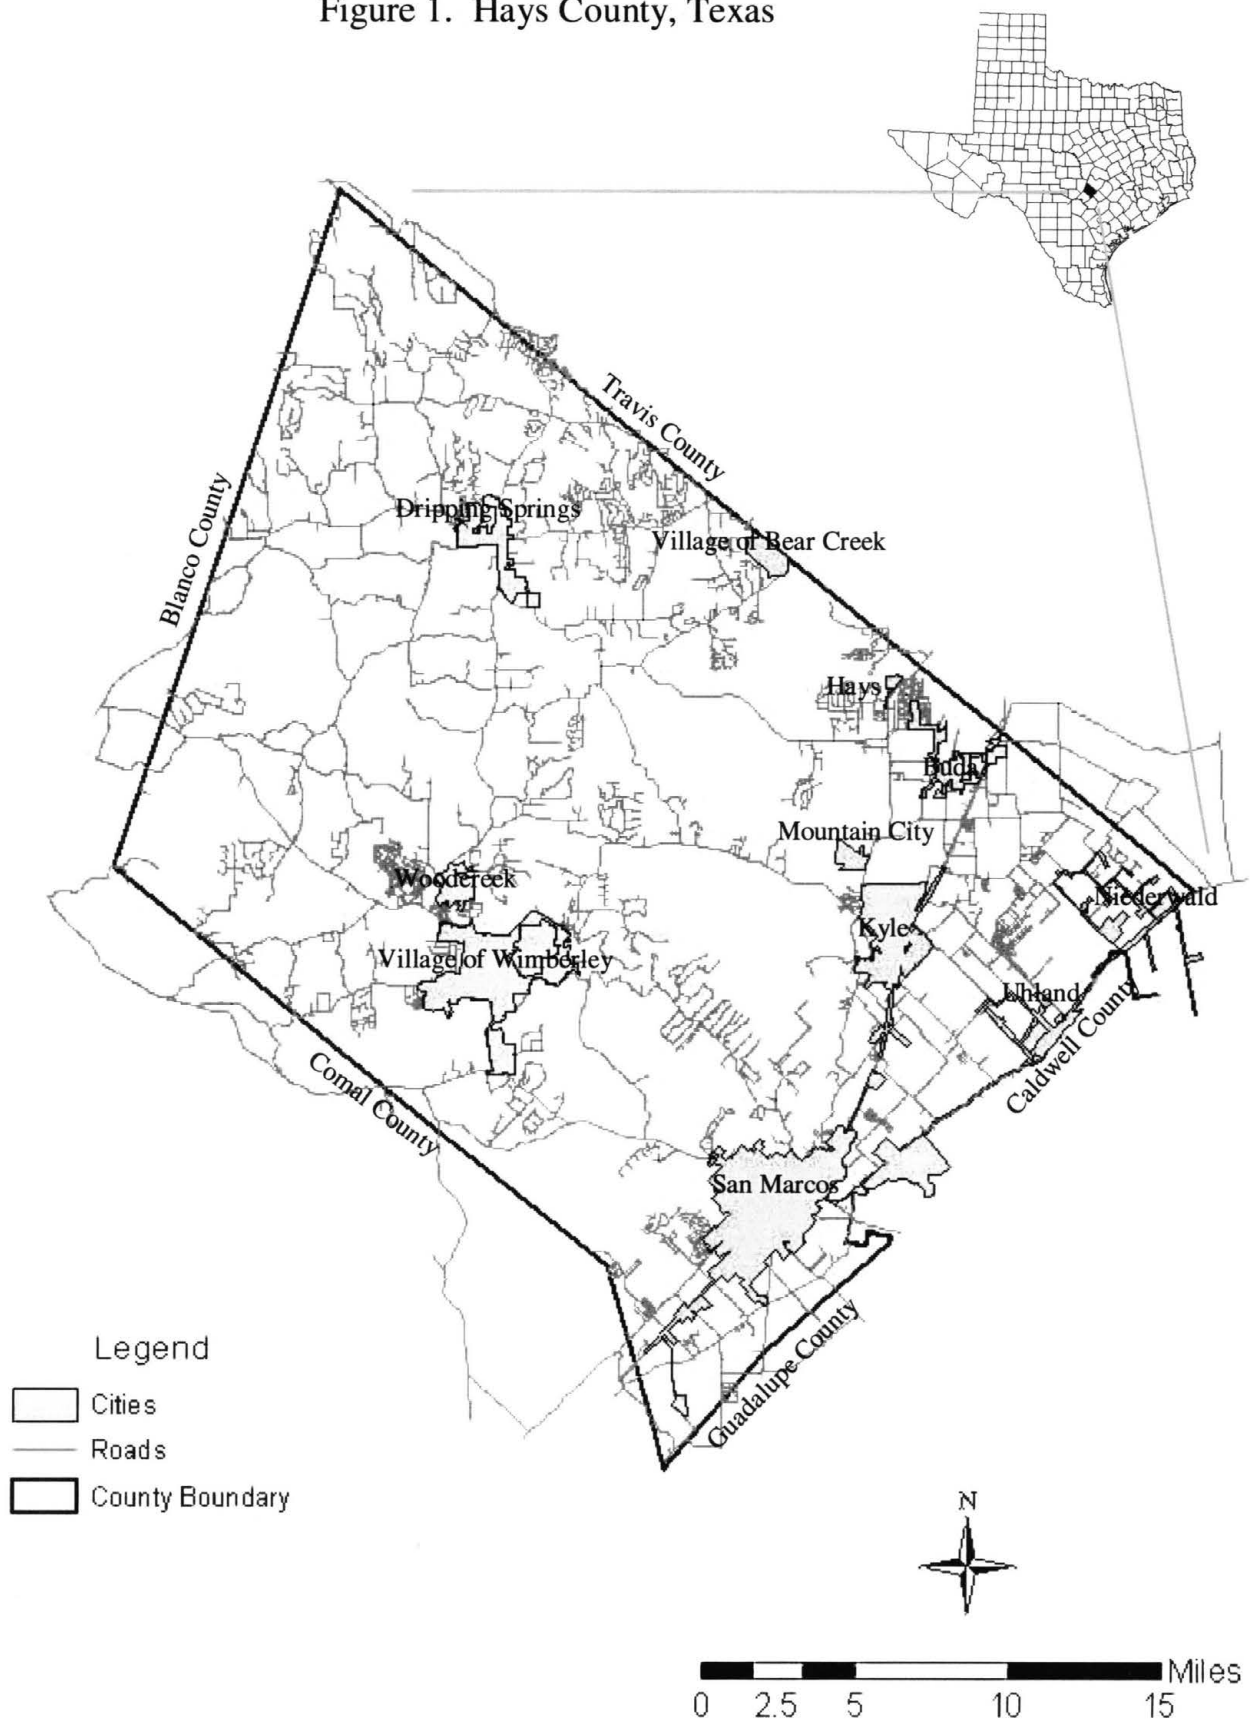 Figure 1. Hays County, Texas
Travis County
Blanco County
Dripping Springs
Village of Bear Creek
Hays
Buda
Mountain City
Woodcreek
Niederwald
Kyle
Village of Wimberley
Uhland
Caldwell County
Comal County
San Marcos
Guadalupe County
Legend
Cities
Roads
County Boundary
N
Miles
0 2.5 5 10 15